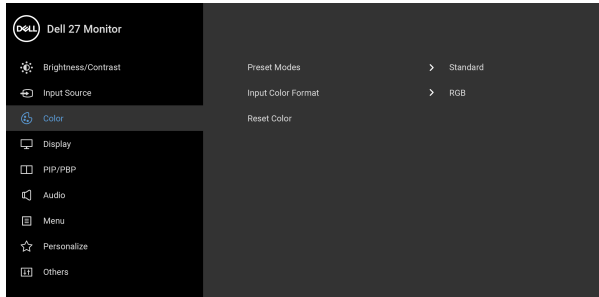 DELL Dell 27 Monitor
Brightness/Contrast
Input Source
Color
Display
PIP/PBP
Audio
Menu
Personalize
Others
Preset Modes > Standard
Input Color Format > RGB
Reset Color